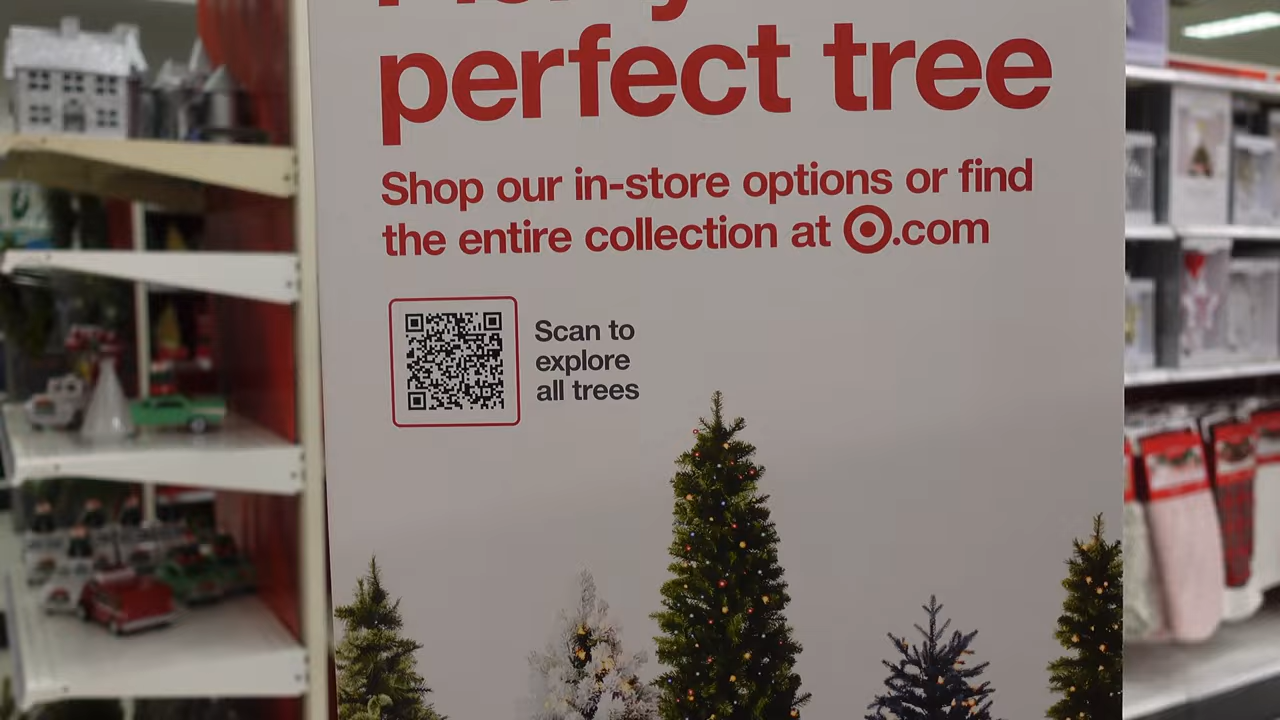 perfect tree
Shop our in-store options or find
the entire collection at .com
Scan to
explore
all trees